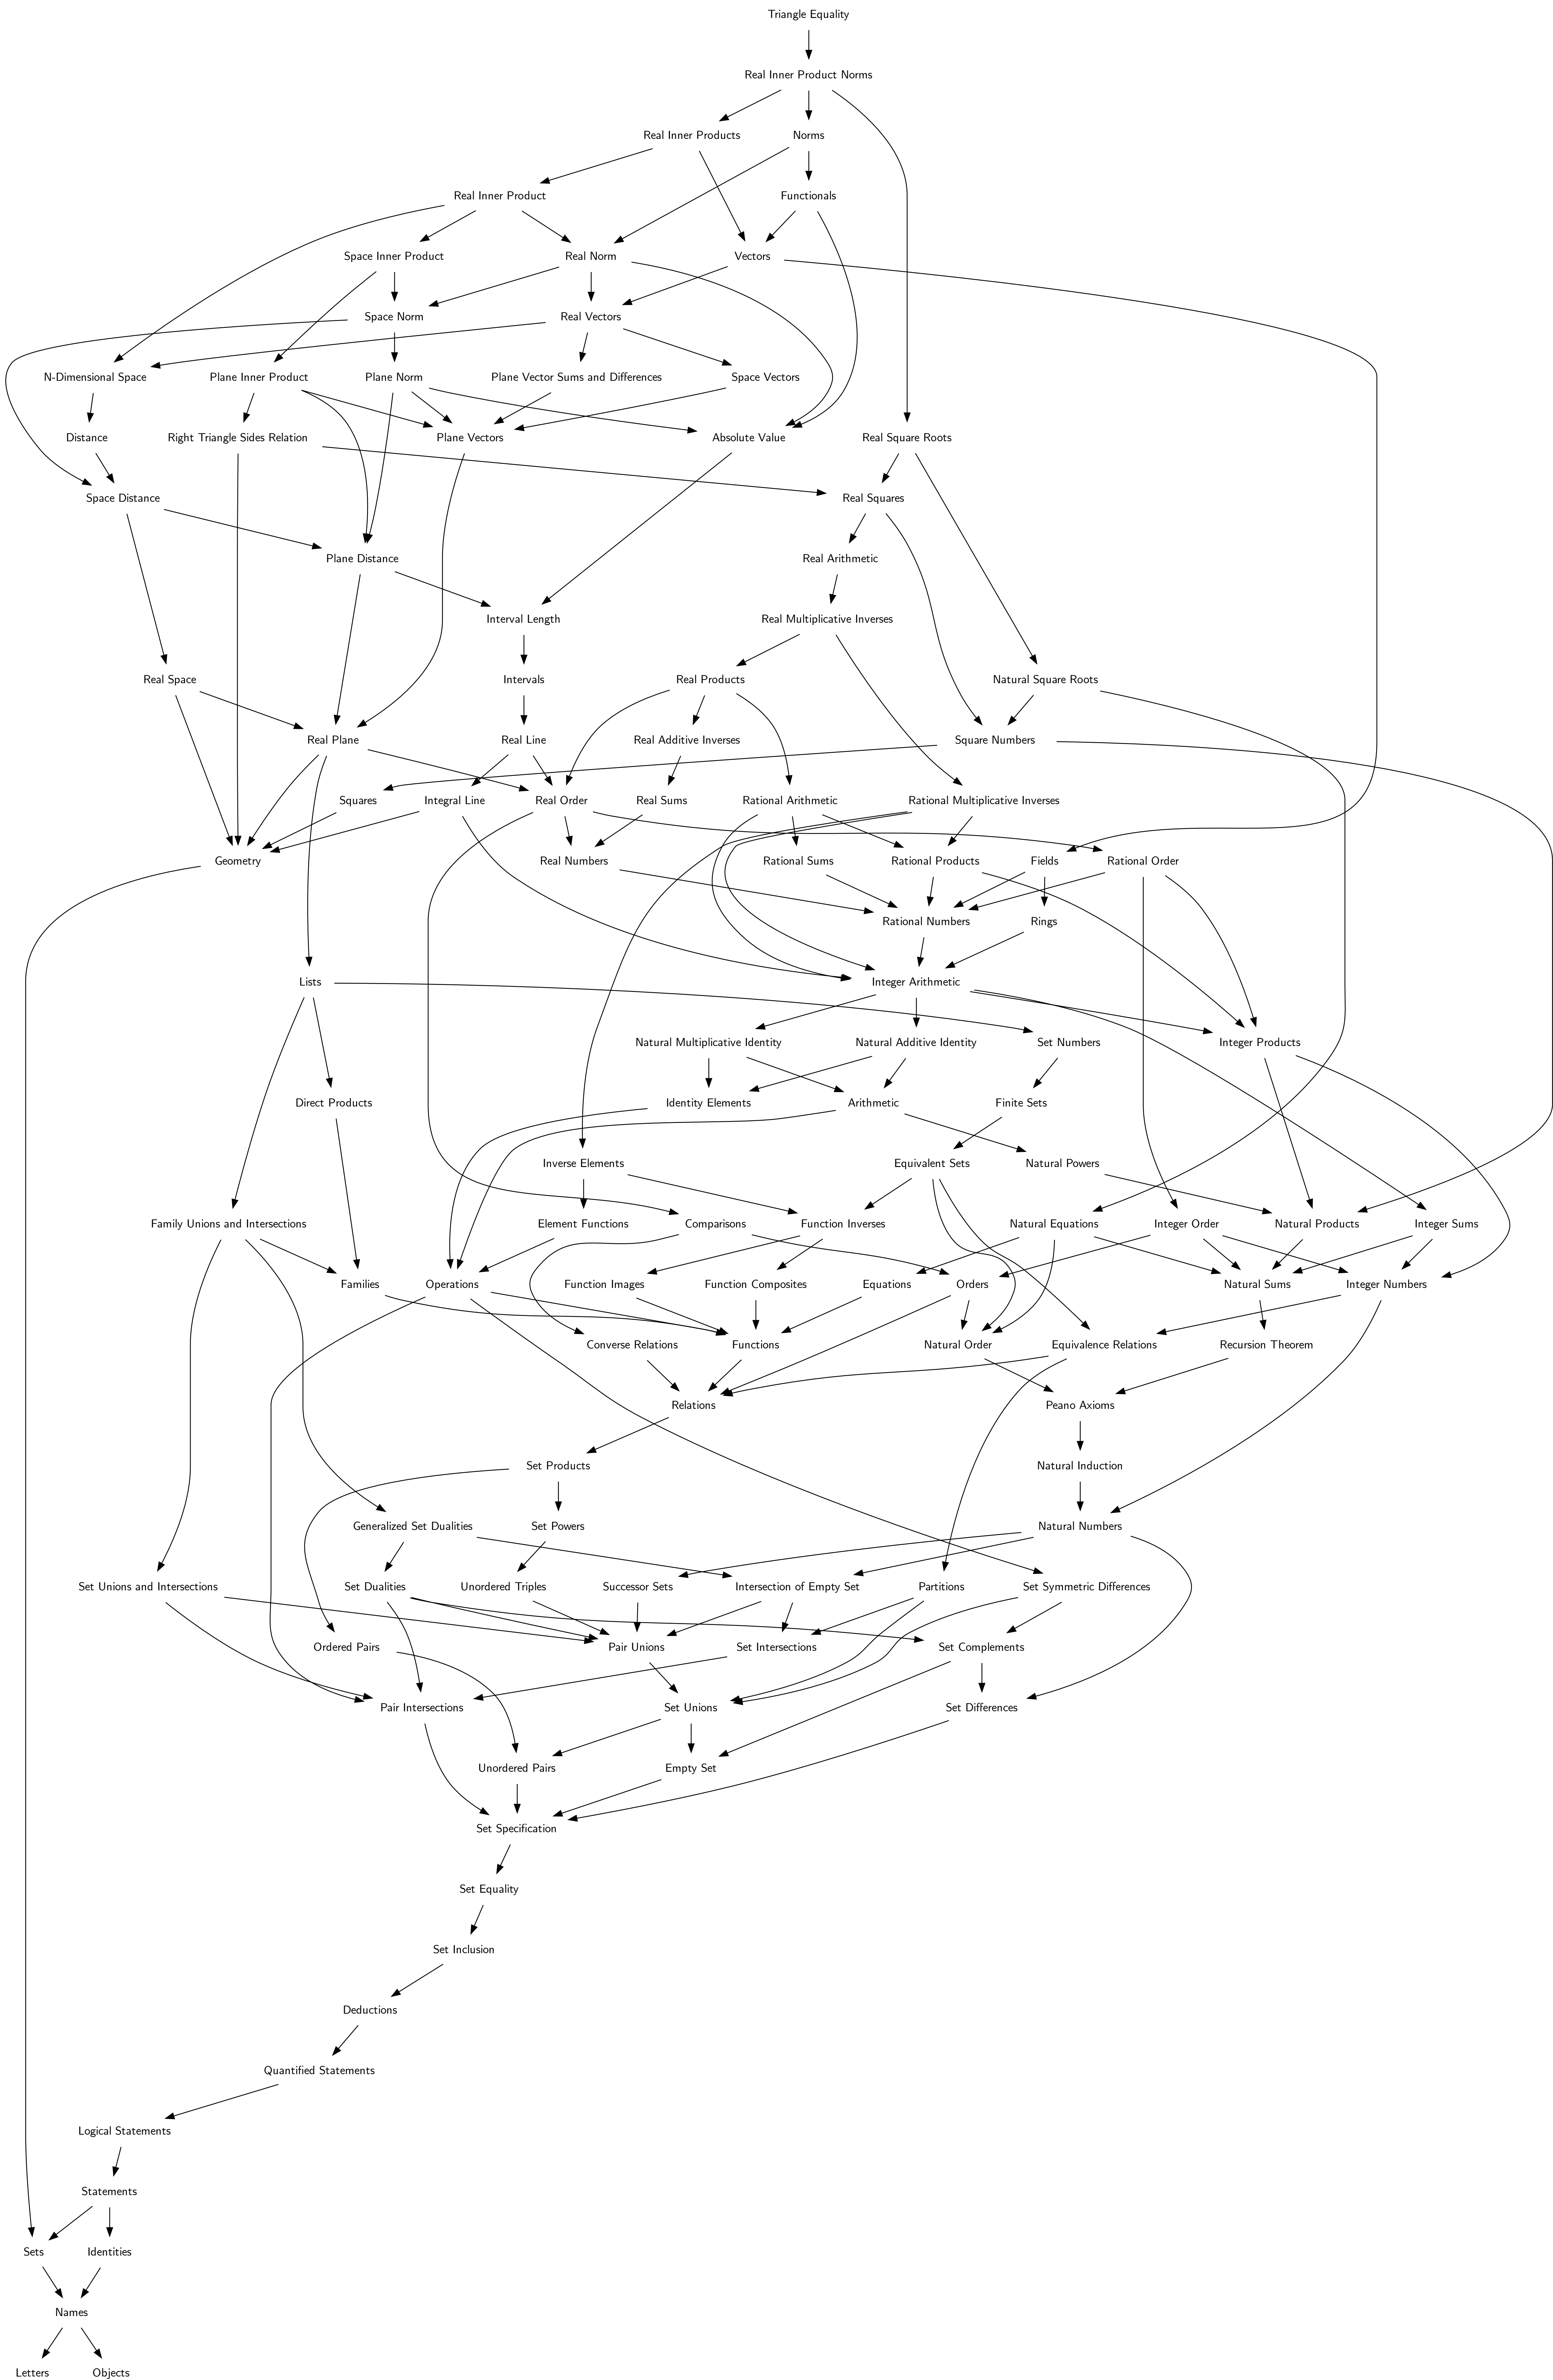 Triangle Equality
Real Inner Product Norms
Real Inner Products
Norms
Real Inner Product
Functionals
Space Inner Product
Real Norm
Vectors
Space Norm
Real Vectors
N-Dimensional Space
Plane Inner Product
Plane Norm
Plane Vector Sums and Differences
Space Vectors
Distance
Right Triangle Sides Relation
Plane Vectors
Absolute Value
Real Square Roots
Space Distance
Real Squares
Plane Distance
Real Arithmetic
Interval Length
Real Multiplicative Inverses
Real Space
Intervals
Real Products
Natural Square Roots
Real Plane
Real Line
Real Additive Inverses
Square Numbers
Squares
Integral Line
Real Order
Real Sums
Rational Arithmetic
Rational Multiplicative Inverses
Geometry
Real Numbers
Rational Sums
Rational Products
Fields
Rational Order
Rational Numbers
Rings
Lists
Integer Arithmetic
Natural Multiplicative Identity
Natural Additive Identity
Set Numbers
Integer Products
Direct Products
Identity Elements
Arithmetic
Finite Sets
Inverse Elements
Equivalent Sets
Natural Powers
Family Unions and Intersections
Element Functions
Comparisons
Function Inverses
Natural Equations
Integer Order
Natural Products
Integer Sums
Families
Operations
Function Images
Function Composites
Equations
Orders
Natural Sums
Integer Numbers
Converse Relations
Functions
Natural Order
Equivalence Relations
Recursion Theorem
Relations
Peano Axioms
Set Products
Natural Induction
Generalized Set Dualities
Set Powers
Natural Numbers
Set Unions and Intersections
Set Dualities
Unordered Triples
Successor Sets
Intersection of Empty Set
Partitions
Set Symmetric Differences
Ordered Pairs
Pair Unions
Set Intersections
Set Complements
Pair Intersections
Set Unions
Set Differences
Unordered Pairs
Empty Set
Set Specification
Set Equality
Set Inclusion
Deductions
Quantified Statements
Logical Statements
Statements
Sets
Identities
Names
Letters
Objects